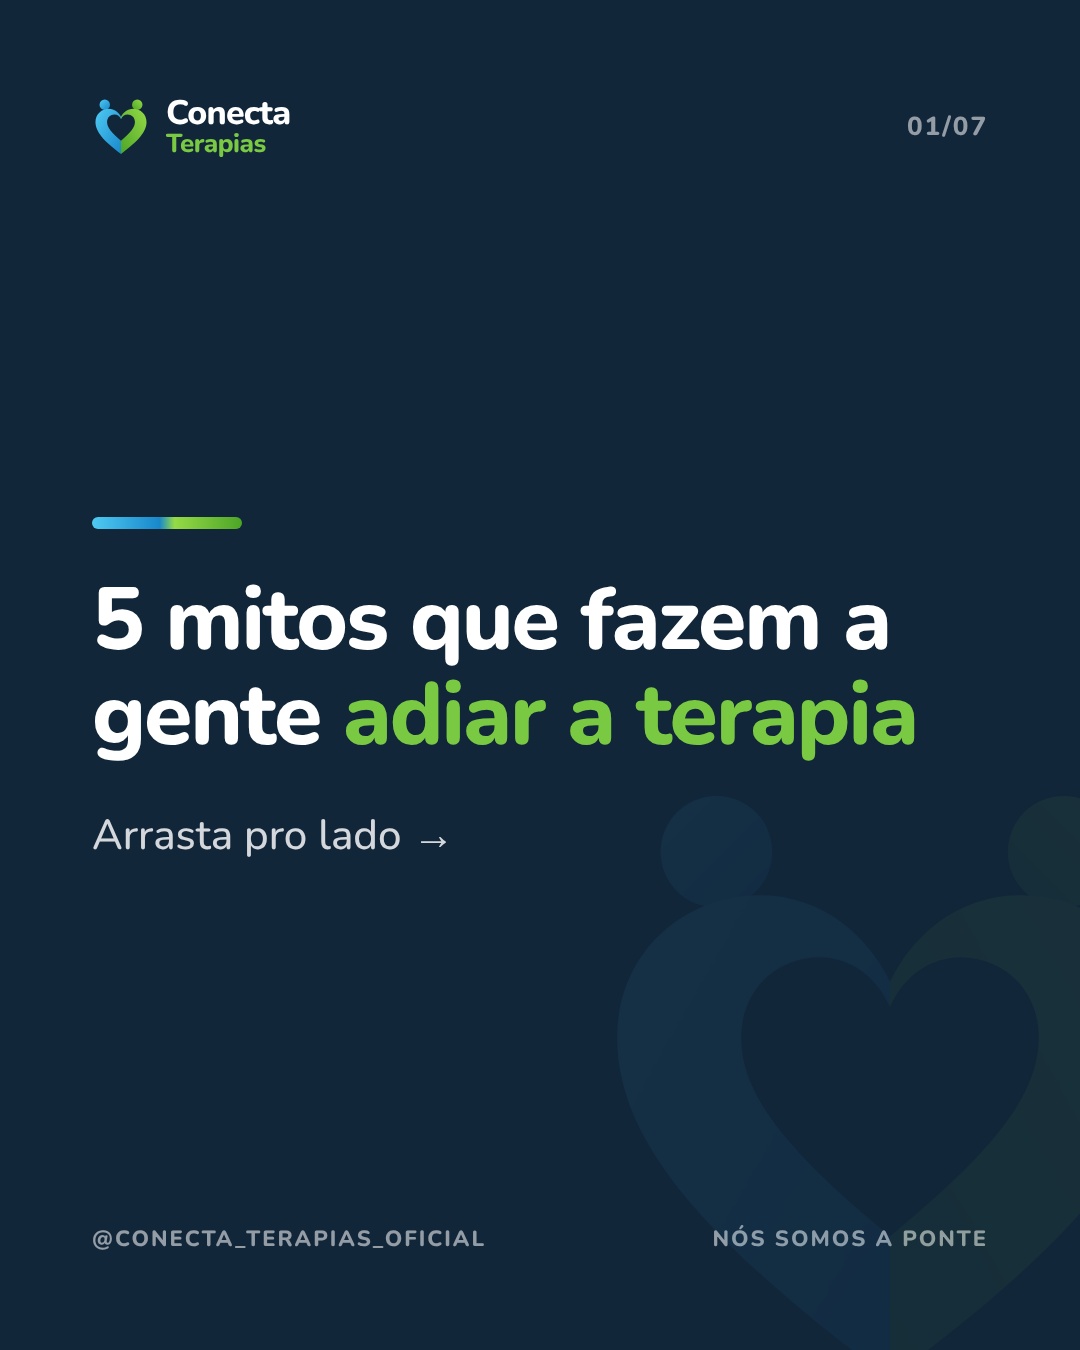 Conecta
Terapias
01/07
5 mitos que fazem a
gente adiar a terapia
Arrasta pro lado →
@CONECTA_TERAPIAS_OFICIAL
NÓS SOMOS A PONTE